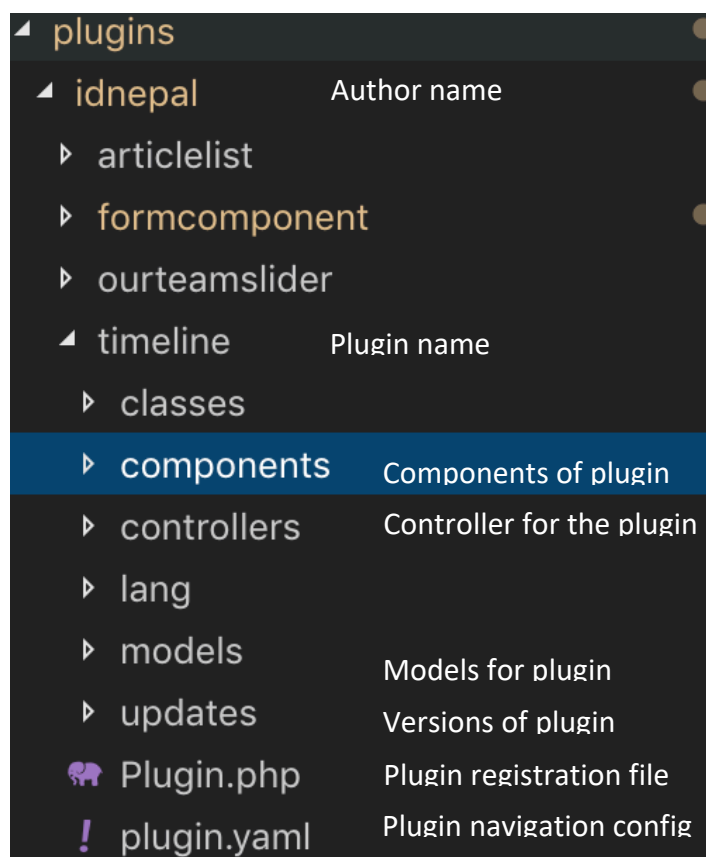 plugins
idnepal Author name
articlelist
formcomponent
ourteamslider
timeline Plugin name
classes
components Components of plugin
controllers Controller for the plugin
lang
models Models for plugin
updates Versions of plugin
Plugin.php Plugin registration file
plugin.yaml Plugin navigation config